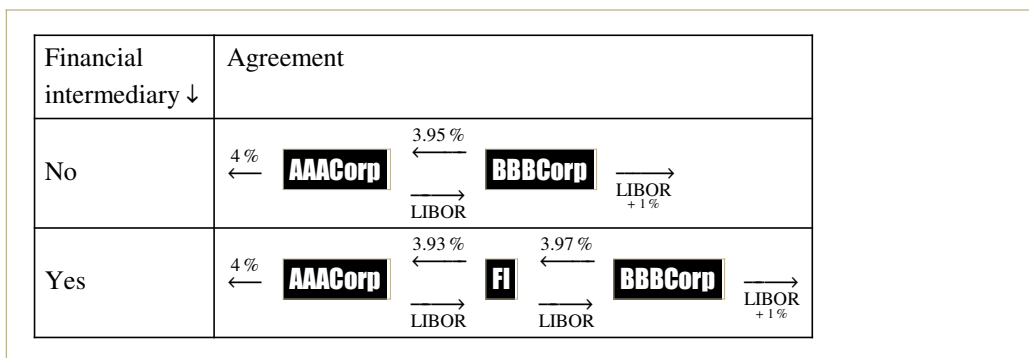 Financial
intermediary ↓
Agreement
No
4 %
AAACorp
3.95 %
LIBOR
BBBCorp
LIBOR
+ 1 %
Yes
4 %
AAACorp
3.93 %
LIBOR
FI
3.97 %
LIBOR
BBBCorp
LIBOR
+ 1 %